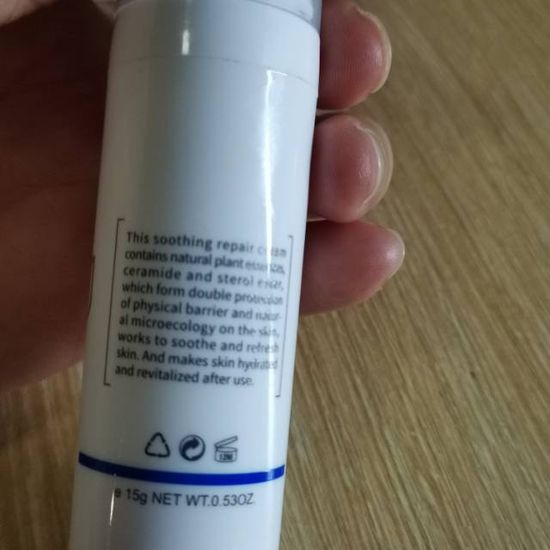 This soothing repair cream
contains natural plant essences,
ceramide and sterol ester,
which form double protection
of physical barrier and natur-
al microecology on the skin,
works to soothe and refresh
skin. And makes skin hydrated
and revitalized after use.
12M
e 15g NET WT.0.53OZ.